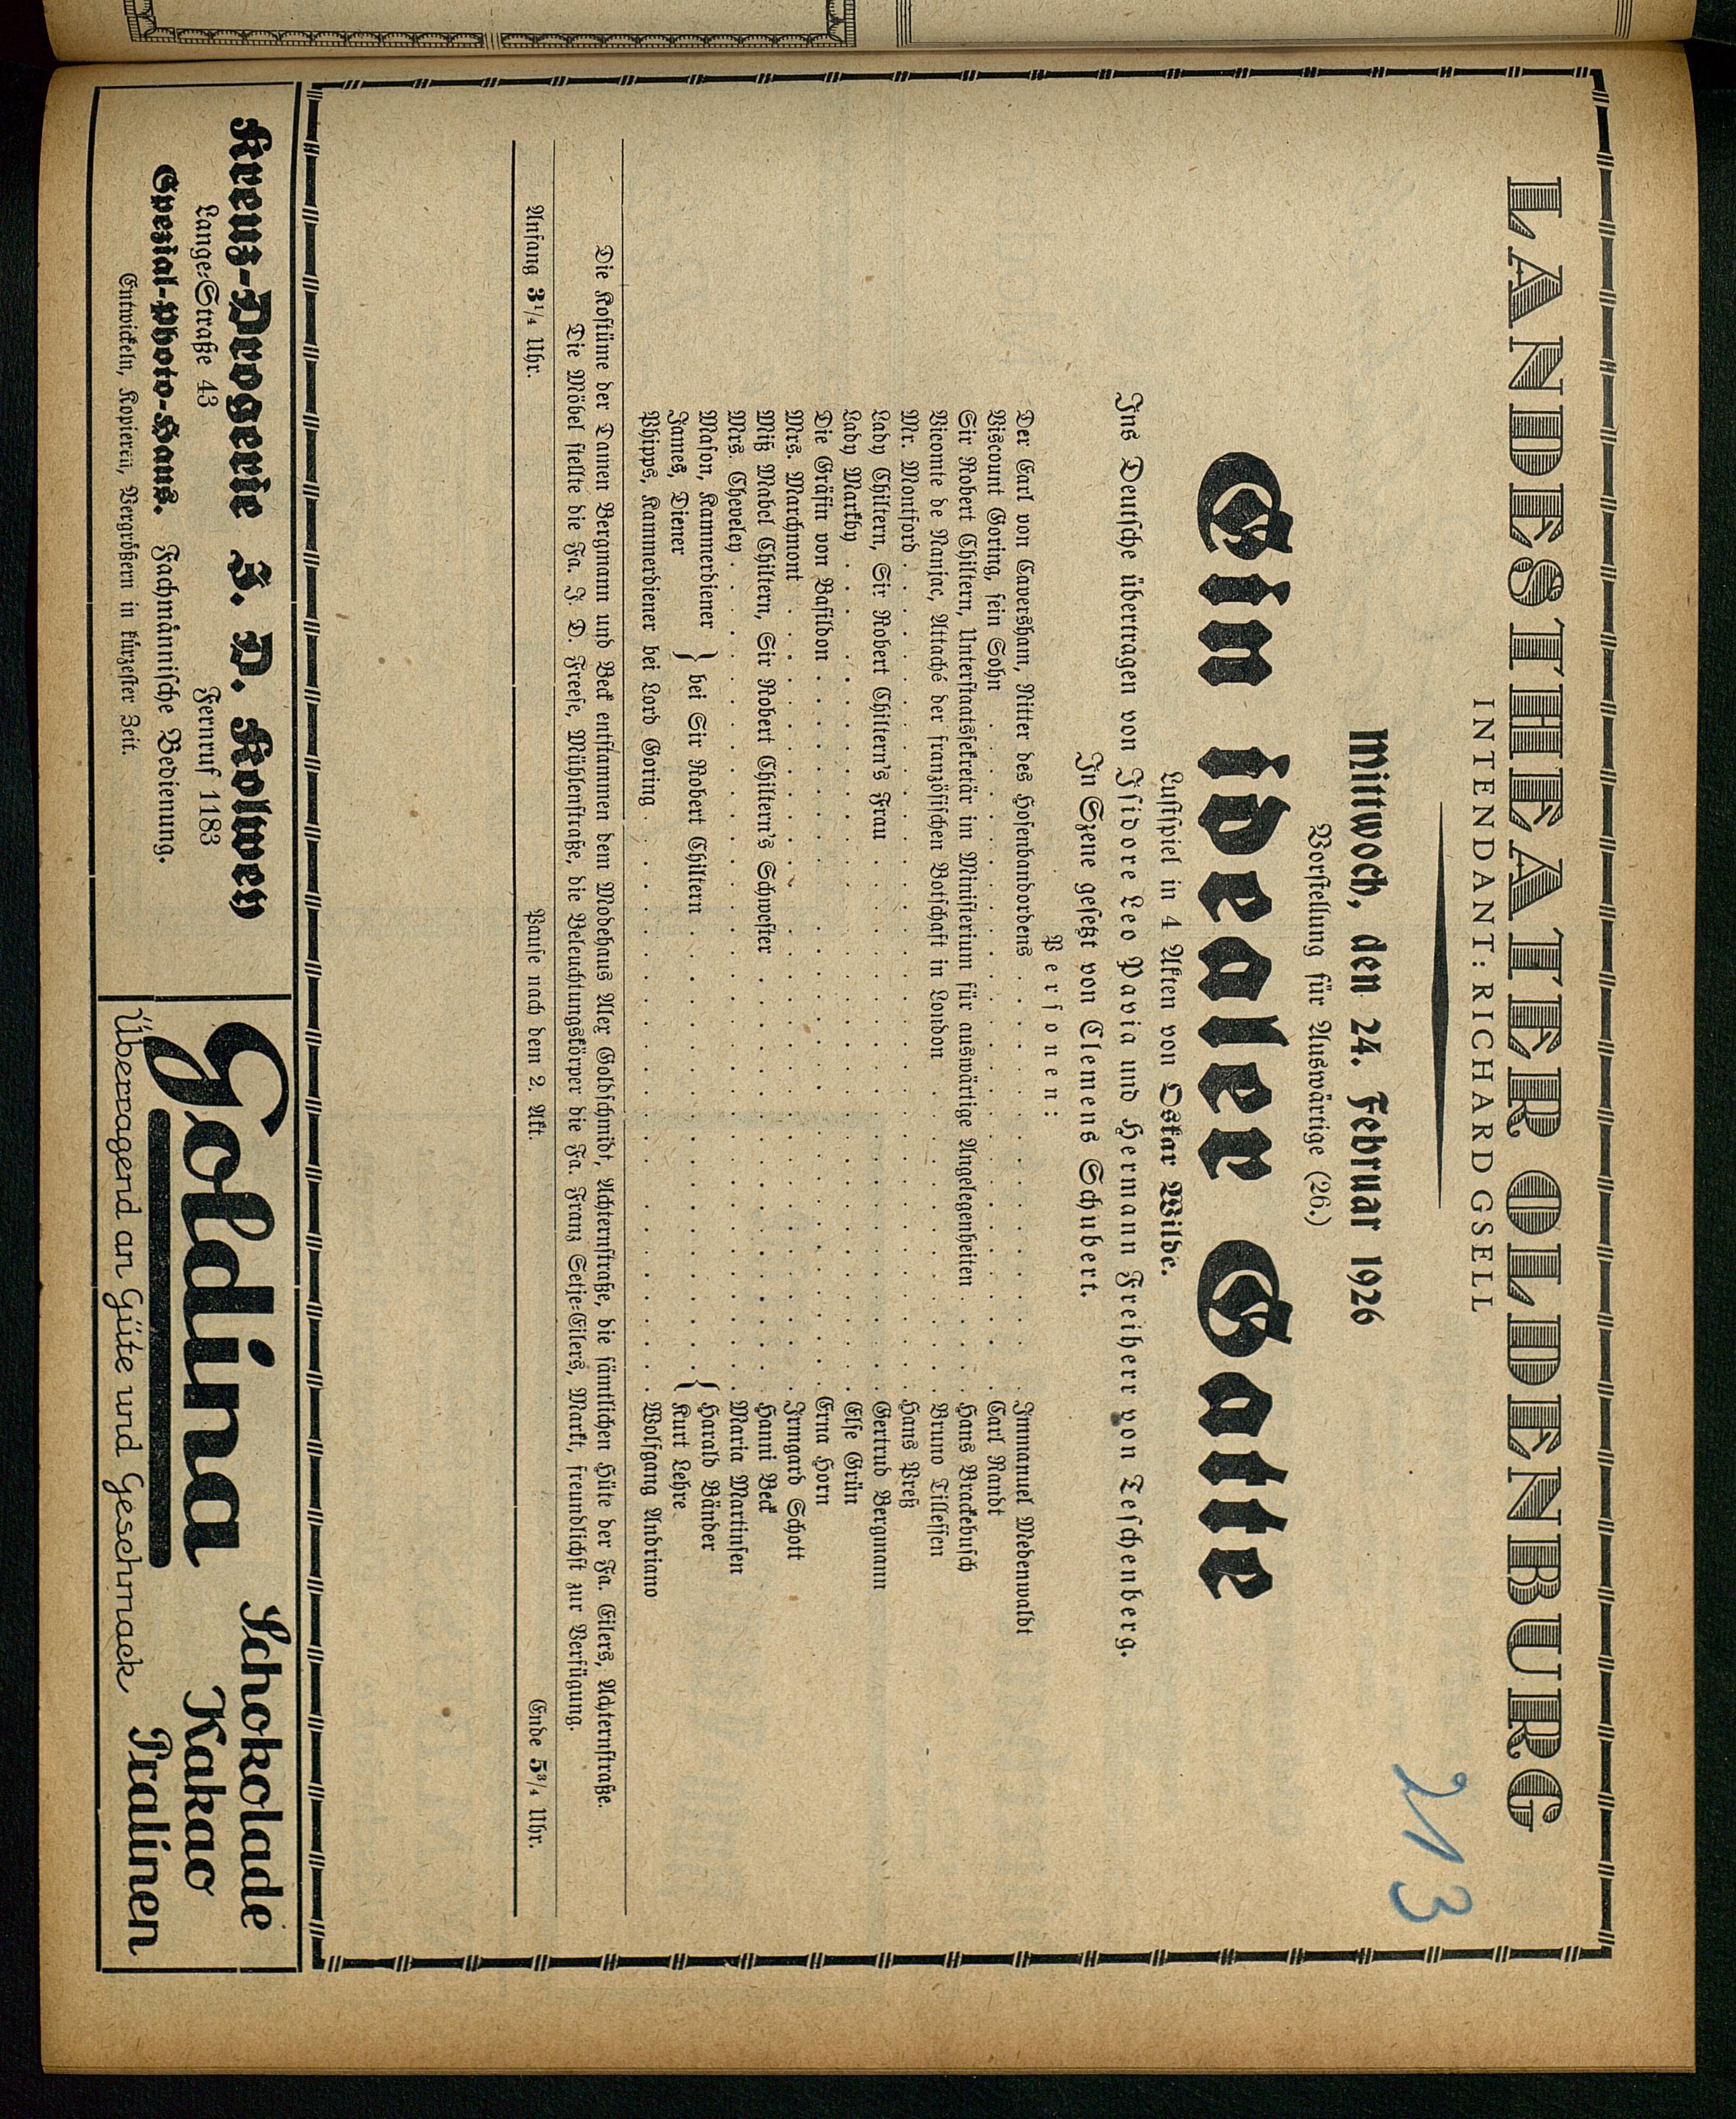 LANDESTHEATER OLDENBURG
INTENDANT: RICHARD GSELL
213
Mittwoch, den 24. Februar 1926
Vorstellung für Auswärtige (26.)
Ein idealer Gatte
Lustspiel in 4 Akten von Oskar Wilde.
Ins Deutsche übertragen von Isidore Leo Pavia und Hermann Freiherr von Teschenberg.
In Szene gesetzt von Clemens Schubert.
Personen:
Der Earl von Caversham, Ritter des Hosenbandordens . . . . . . . . . . . . Immanuel Medenwaldt
Viscount Goring, sein Sohn . . . . . . . . . . . . Carl Randt
Sir Robert Chiltern, Unterstaatssekretär im Ministerium für auswärtige Angelegenheiten . . . . Hans Brackebusch
Vicomte de Nanjac, Attaché der französischen Botschaft in London . . . . . . . . . . . . Bruno Tillessen
Mr. Montford . . . . . . . . . . . . Hans Preß
Lady Chiltern, Sir Robert Chiltern's Frau . . . . . . . . . . . . Gertrud Bergmann
Lady Markby . . . . . . . . . . . . Else Grün
Die Gräfin von Basildon . . . . . . . . . . . . Erna Horn
Mrs. Marchmont . . . . . . . . . . . . Irmgard Schott
Miß Mabel Chiltern, Sir Robert Chiltern's Schwester . . . . . . . . . . . . Hanni Beck
Mrs. Cheveley . . . . . . . . . . . . Maria Martinsen
Mason, Kammerdiener } bei Sir Robert Chiltern . . . . . . . . . . . . { Harald Bänder
James, Diener Kurt Lehre
Phipps, Kammerdiener bei Lord Goring . . . . . . . . . . . . Wolfgang Andriano
Die Kostüme der Damen Bergmann und Beck entstammen dem Modehaus Alex Goldschmidt, Achternstraße, die sämtlichen Hüte der Fa. Eilers, Achternstraße.
Die Möbel stellte die Fa. J. D. Freese, Mühlenstraße, die Beleuchtungskörper die Fa. Franz Setje-Eilers, Markt, freundlichst zur Verfügung.
Anfang 3¼ Uhr. Pause nach dem 2. Akt. Ende 5¾ Uhr.
Kreuz-Drogerie J. D. Kolwey
Lange-Straße 43 Fernruf 1183
Spezial-Photo-Haus. Fachmännische Bedienung.
Entwickeln, Kopieren, Vergrößern in kürzester Zeit.
Goldina
Schokolade
Kakao
Pralinen
Überragend an Güte und Geschmack